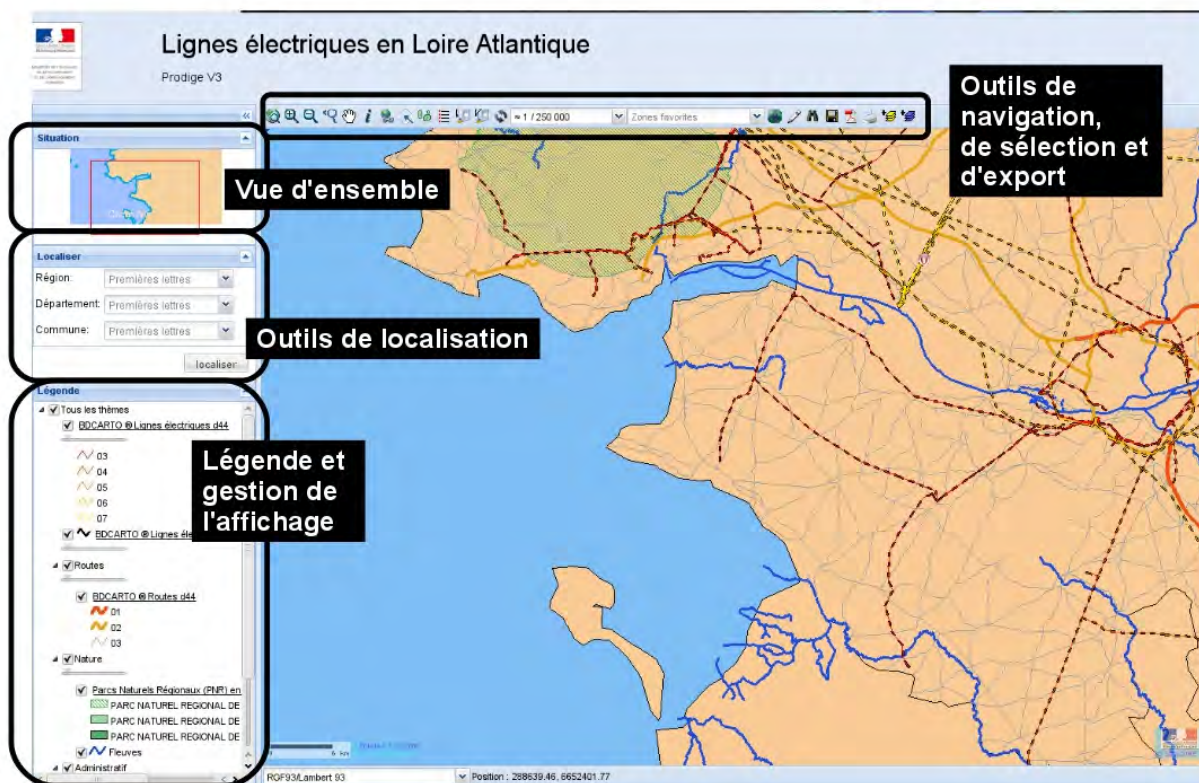 Lignes électriques en Loire Atlantique
Prodige V3
Outils de
navigation,
de sélection et
d'export
≈ 1 / 250 000
Zones favorites
Situation
Vue d'ensemble
Localiser
Région:
Premières lettres
Département:
Premières lettres
Commune:
Premières lettres
localiser
Outils de localisation
Légende
Tous les thèmes
BDCARTO ® Lignes électriques d44
03
04
05
06
07
BDCARTO ® Lignes éle
Légende et
gestion de
l'affichage
Routes
BDCARTO ® Routes d44
01
02
03
Nature
Parcs Naturels Régionaux (PNR) en
PARC NATUREL REGIONAL DE
PARC NATUREL REGIONAL DE
PARC NATUREL REGIONAL DE
Fleuves
Administratif
6 km
RGF93/Lambert 93
Position : 288639.46, 6652401.77